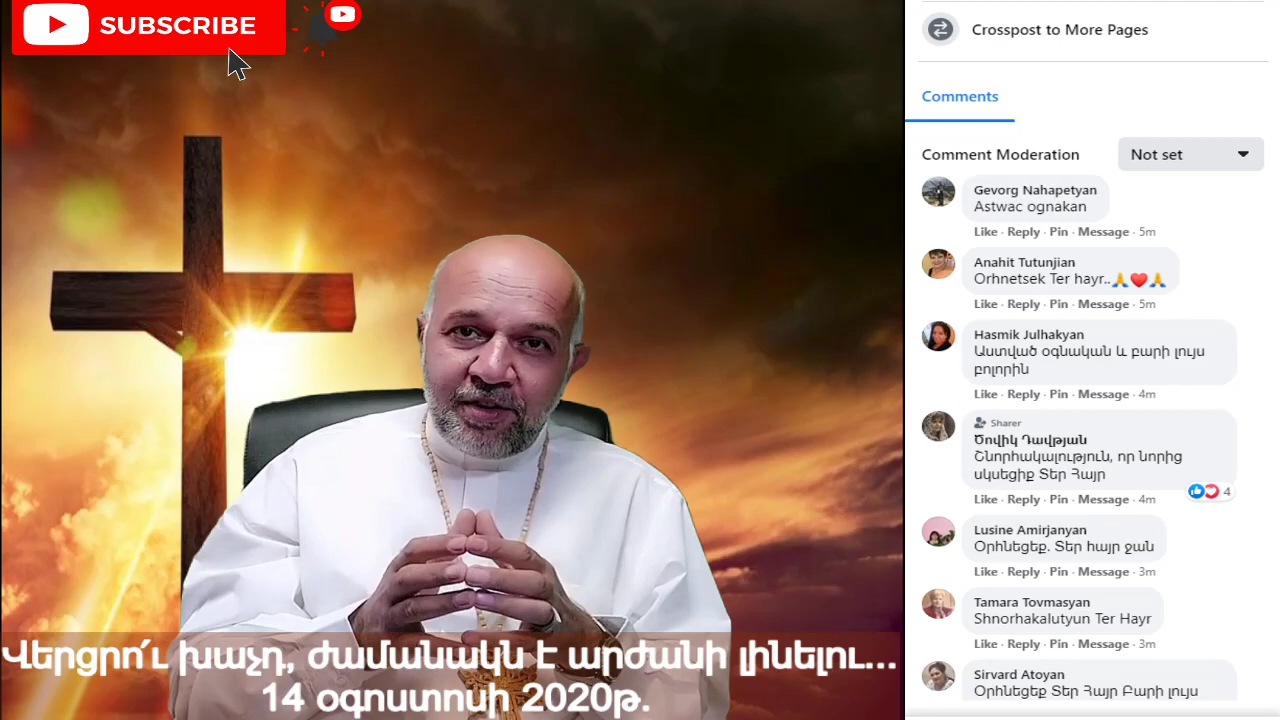 SUBSCRIBE
Վերցրո՛ւ խաչդ, ժամանակն է արժանի լինելու...
14 օգոստոսի 2020թ.
Crosspost to More Pages
Comments
Comment Moderation
Not set
Gevorg Nahapetyan
Astwac ognakan
Like · Reply · Pin · Message · 5m
Anahit Tutunjian
Orhnetsek Ter hayr..🙏❤️🙏
Like · Reply · Pin · Message · 5m
Hasmik Julhakyan
Աստված օգնական և բարի լույս
բոլորին
Like · Reply · Pin · Message · 4m
Sharer
Ծովիկ Դավթյան
Շնորհակալություն, որ նորից
սկսեցիք Տեր Հայր
4
Like · Reply · Pin · Message · 4m
Lusine Amirjanyan
Օրհնեցեք. Տեր հայր ջան
Like · Reply · Pin · Message · 3m
Tamara Tovmasyan
Shnorhakalutyun Ter Hayr
Like · Reply · Pin · Message · 3m
Sirvard Atoyan
Օրհնեցեք Տեր Հայր Բարի լույս